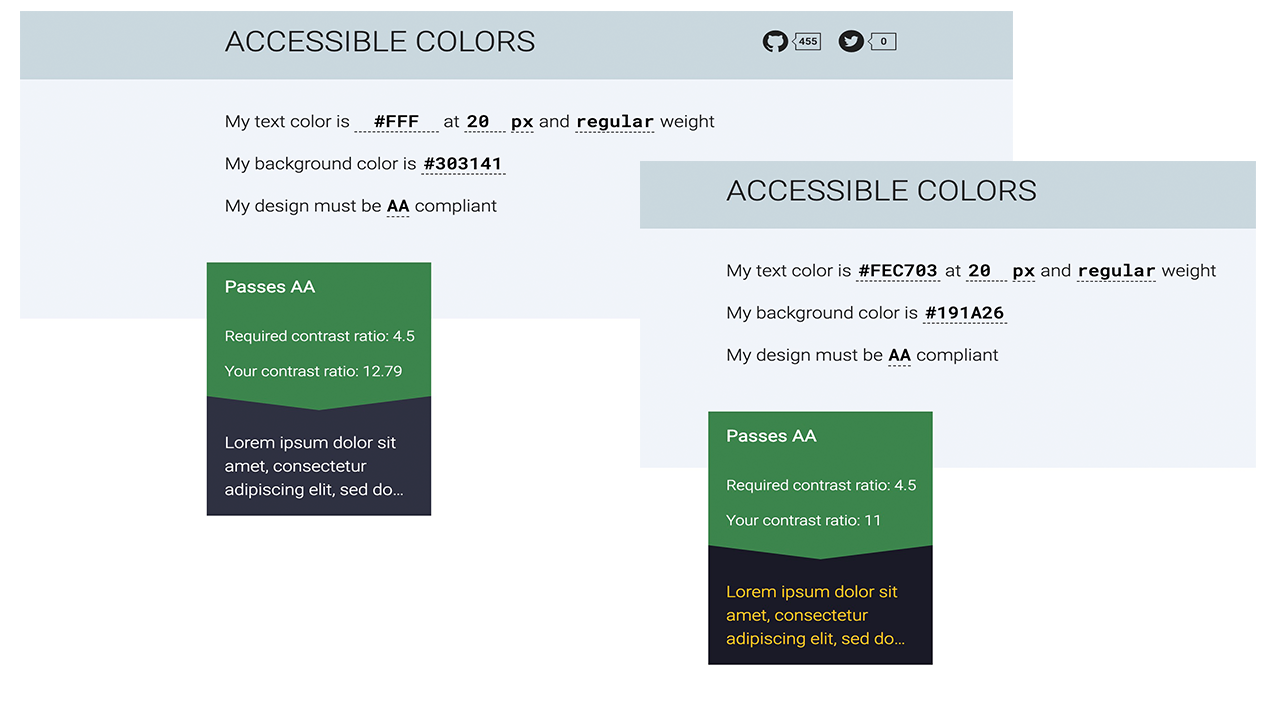 ACCESSIBLE COLORS
455
0
My text color is #FFF at 20 px and regular weight
My background color is #303141
My design must be AA compliant
Passes AA
Required contrast ratio: 4.5
Your contrast ratio: 12.79
Lorem ipsum dolor sit
amet, consectetur
adipiscing elit, sed do...
ACCESSIBLE COLORS
My text color is #FEC703 at 20 px and regular weight
My background color is #191A26
My design must be AA compliant
Passes AA
Required contrast ratio: 4.5
Your contrast ratio: 11
Lorem ipsum dolor sit
amet, consectetur
adipiscing elit, sed do...